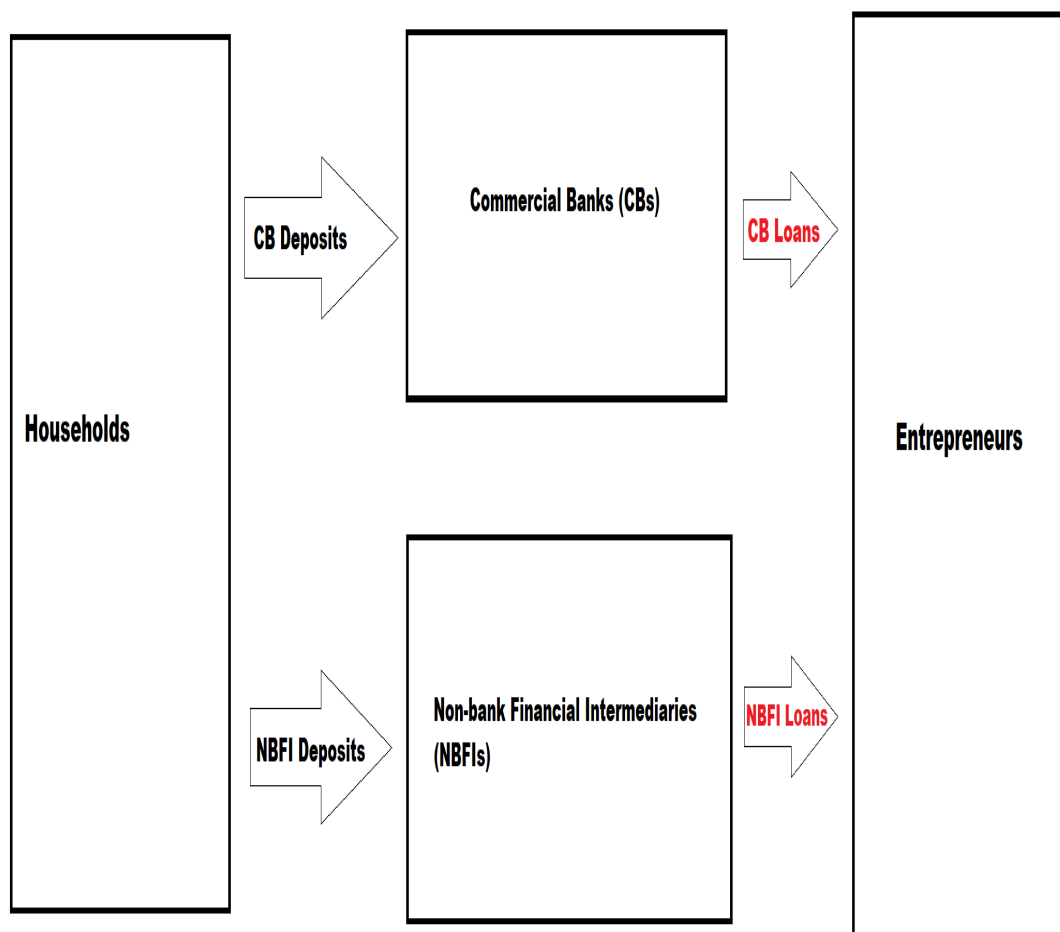 Households
CB Deposits
Commercial Banks (CBs)
CB Loans
Entrepreneurs
NBFI Deposits
Non-bank Financial Intermediaries
(NBFIs)
NBFI Loans